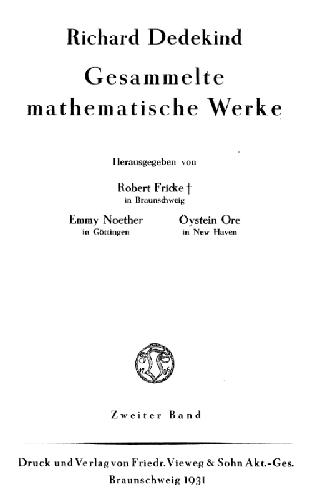 Richard Dedekind
Gesammelte
mathematische Werke
Herausgegeben von
Robert Fricke †
in Braunschweig
Emmy Noether Öystein Ore
in Göttingen in New Haven
Zweiter Band
Druck und Verlag von Friedr. Vieweg & Sohn Akt.-Ges.
Braunschweig 1931